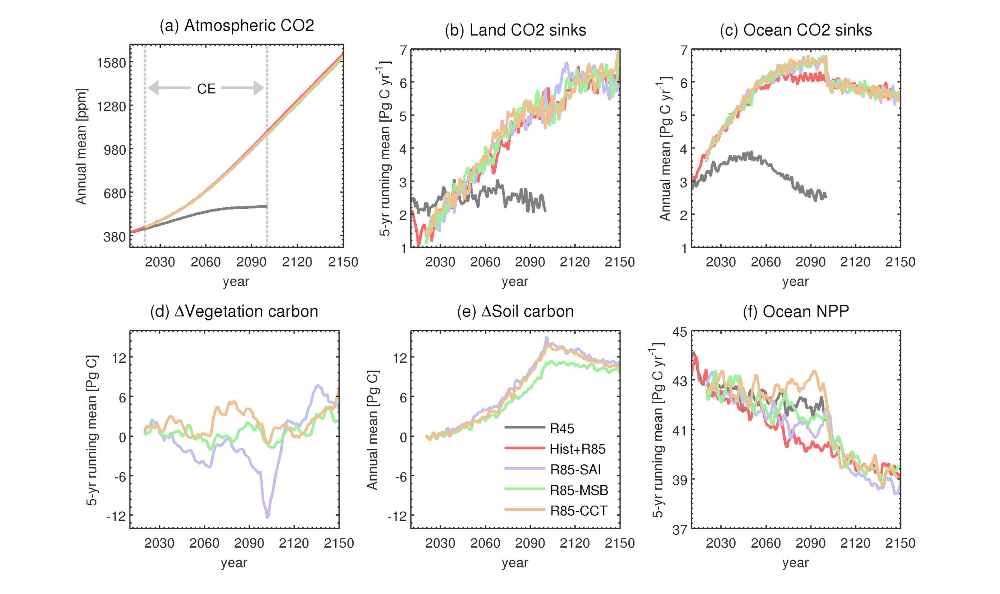 (a) Atmospheric CO2
Annual mean [ppm]
1580
1280
980
680
380
CE
2030 2060 2090 2120 2150
year
(b) Land CO2 sinks
5-yr running mean [Pg C yr-1]
7
6
5
4
3
2
1
2030 2060 2090 2120 2150
year
(c) Ocean CO2 sinks
Annual mean [Pg C yr-1]
7
6
5
4
3
2
1
2030 2060 2090 2120 2150
year
(d) ΔVegetation carbon
5-yr running mean [Pg C]
12
6
0
-6
-12
2030 2060 2090 2120 2150
year
(e) ΔSoil carbon
Annual mean [Pg C]
12
6
0
-6
-12
R45
Hist+R85
R85-SAI
R85-MSB
R85-CCT
2030 2060 2090 2120 2150
year
(f) Ocean NPP
5-yr running mean [Pg C yr-1]
45
43
41
39
37
2030 2060 2090 2120 2150
year